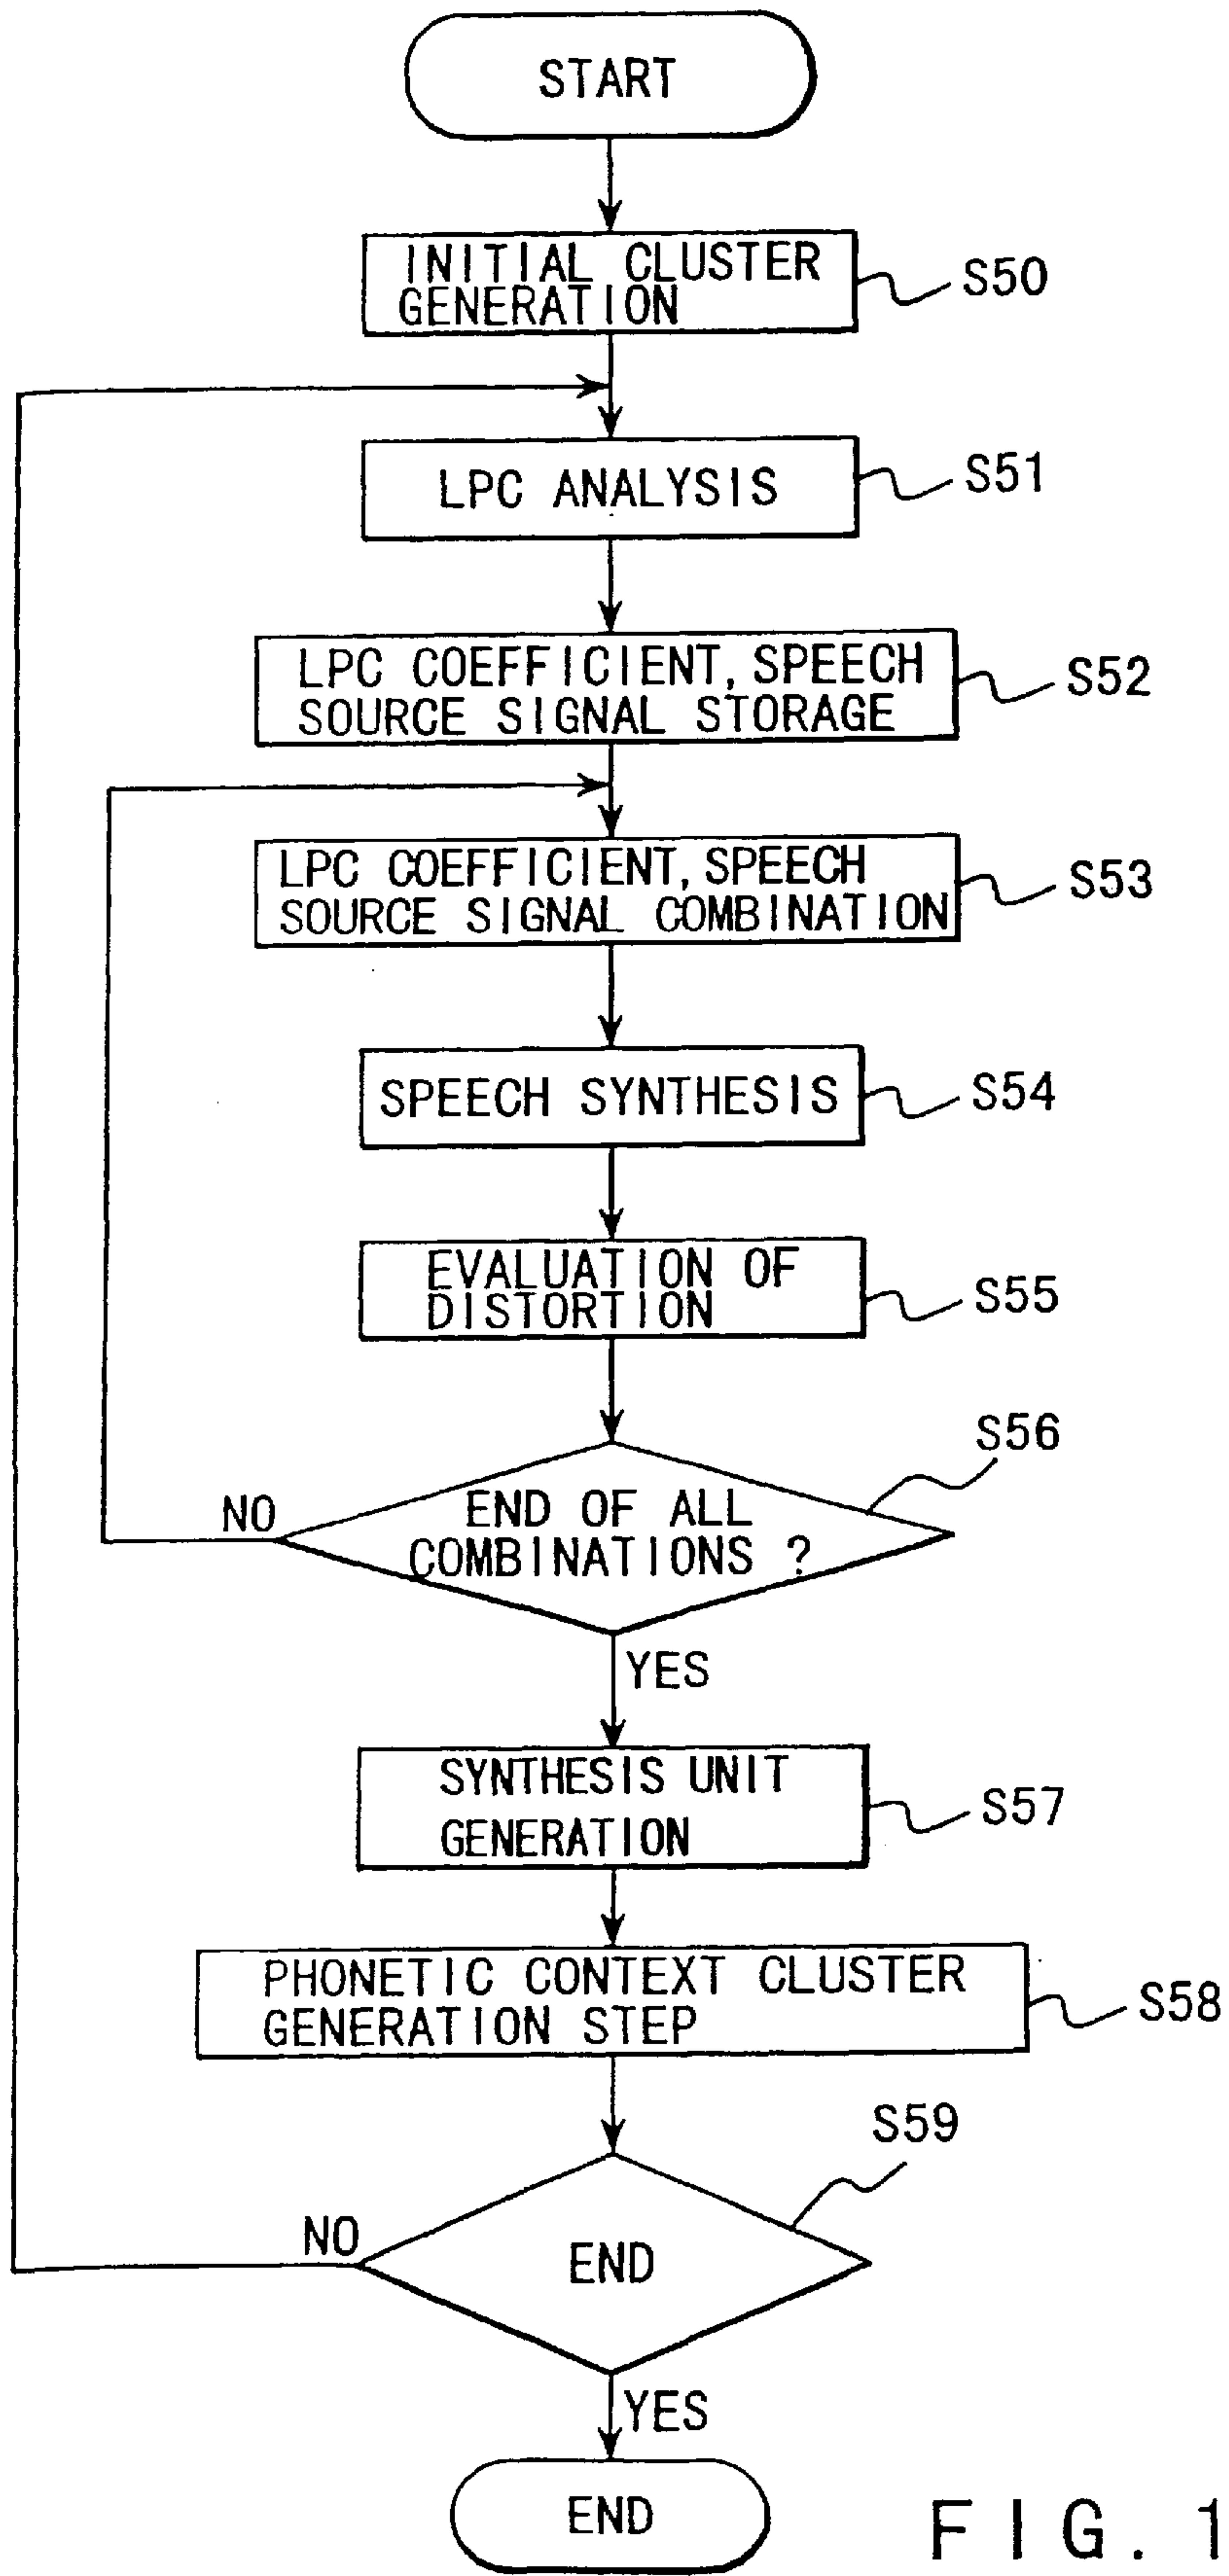 START
INITIAL CLUSTER
GENERATION
S50
LPC ANALYSIS
S51
LPC COEFFICIENT, SPEECH
SOURCE SIGNAL STORAGE
S52
LPC COEFFICIENT, SPEECH
SOURCE SIGNAL COMBINATION
S53
SPEECH SYNTHESIS
S54
EVALUATION OF
DISTORTION
S55
S56
END OF ALL
COMBINATIONS ?
NO
YES
SYNTHESIS UNIT
GENERATION
S57
PHONETIC CONTEXT CLUSTER
GENERATION STEP
S58
S59
NO
END
YES
END
FIG. 1